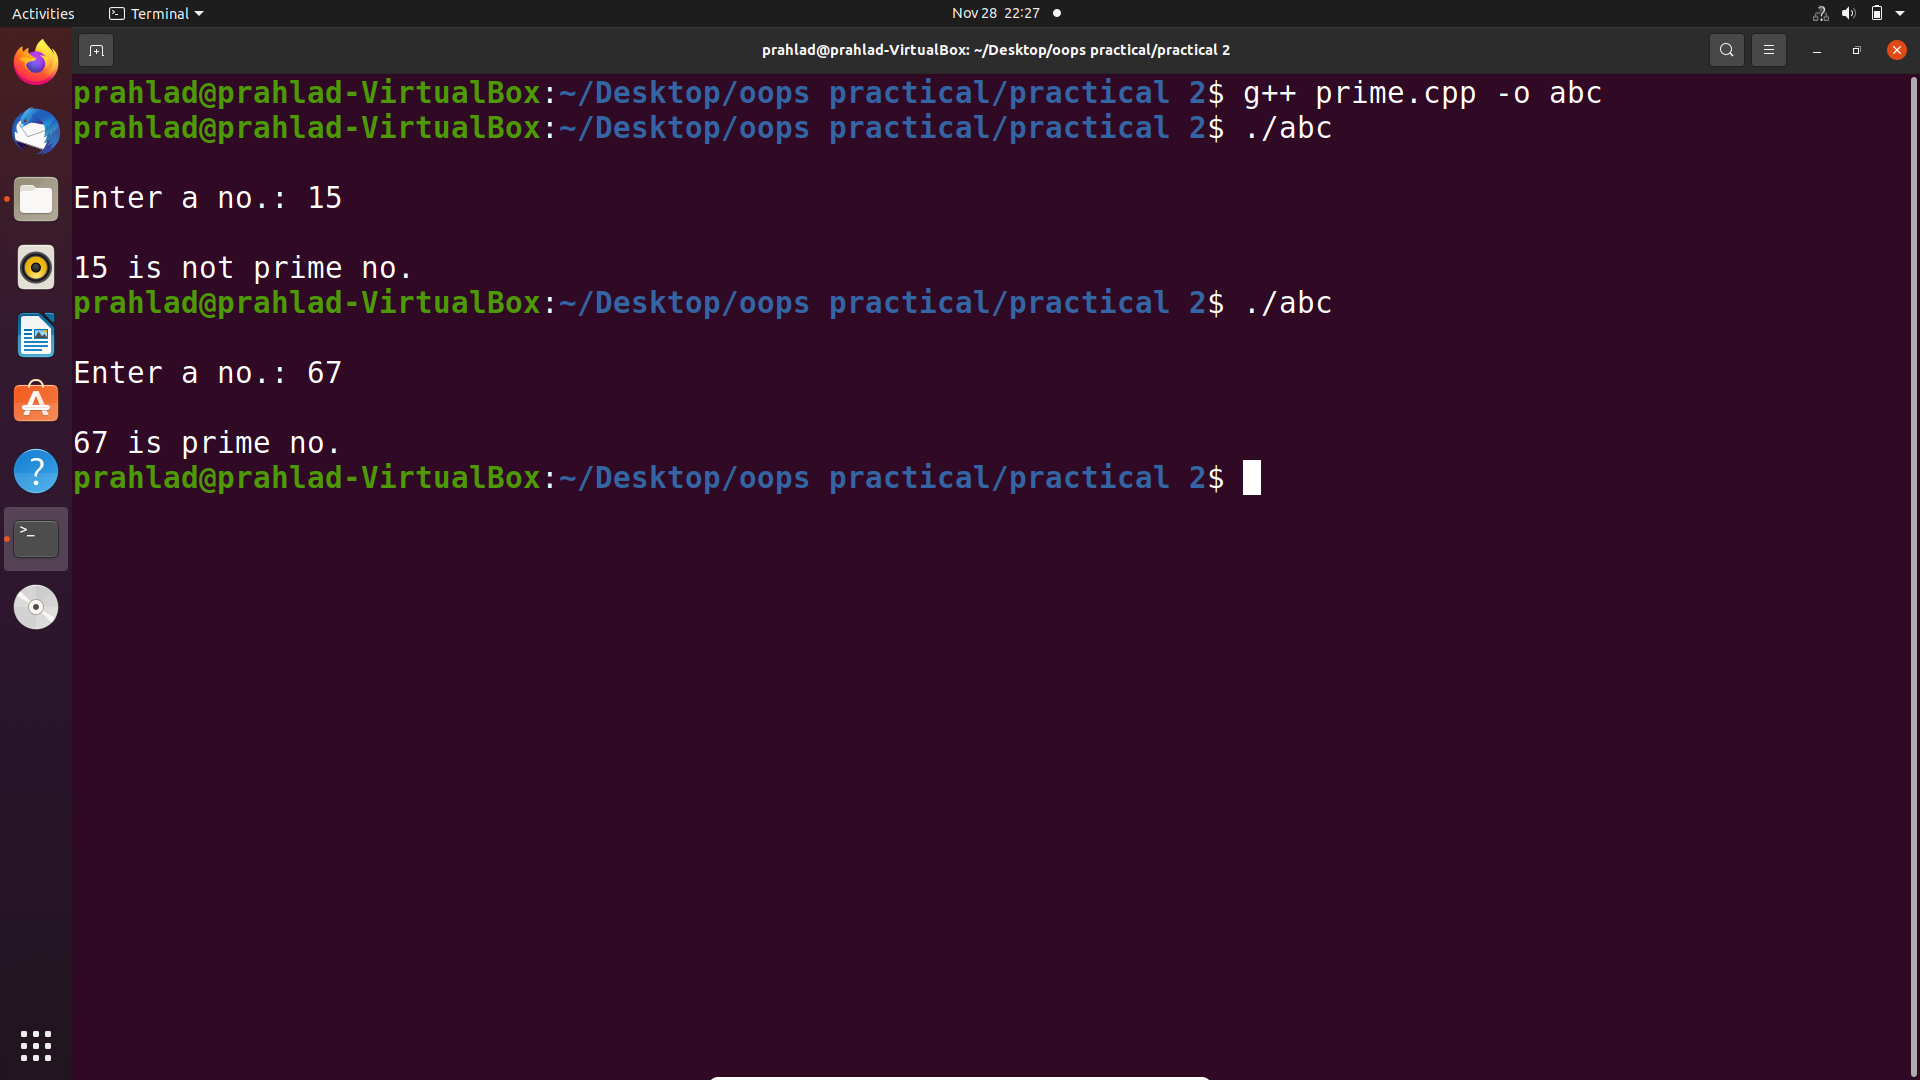 Activities Terminal Nov 28 22:27
prahlad@prahlad-VirtualBox: ~/Desktop/oops practical/practical 2
prahlad@prahlad-VirtualBox:~/Desktop/oops practical/practical 2$ g++ prime.cpp -o abc
prahlad@prahlad-VirtualBox:~/Desktop/oops practical/practical 2$ ./abc
Enter a no.: 15
15 is not prime no.
prahlad@prahlad-VirtualBox:~/Desktop/oops practical/practical 2$ ./abc
Enter a no.: 67
67 is prime no.
prahlad@prahlad-VirtualBox:~/Desktop/oops practical/practical 2$